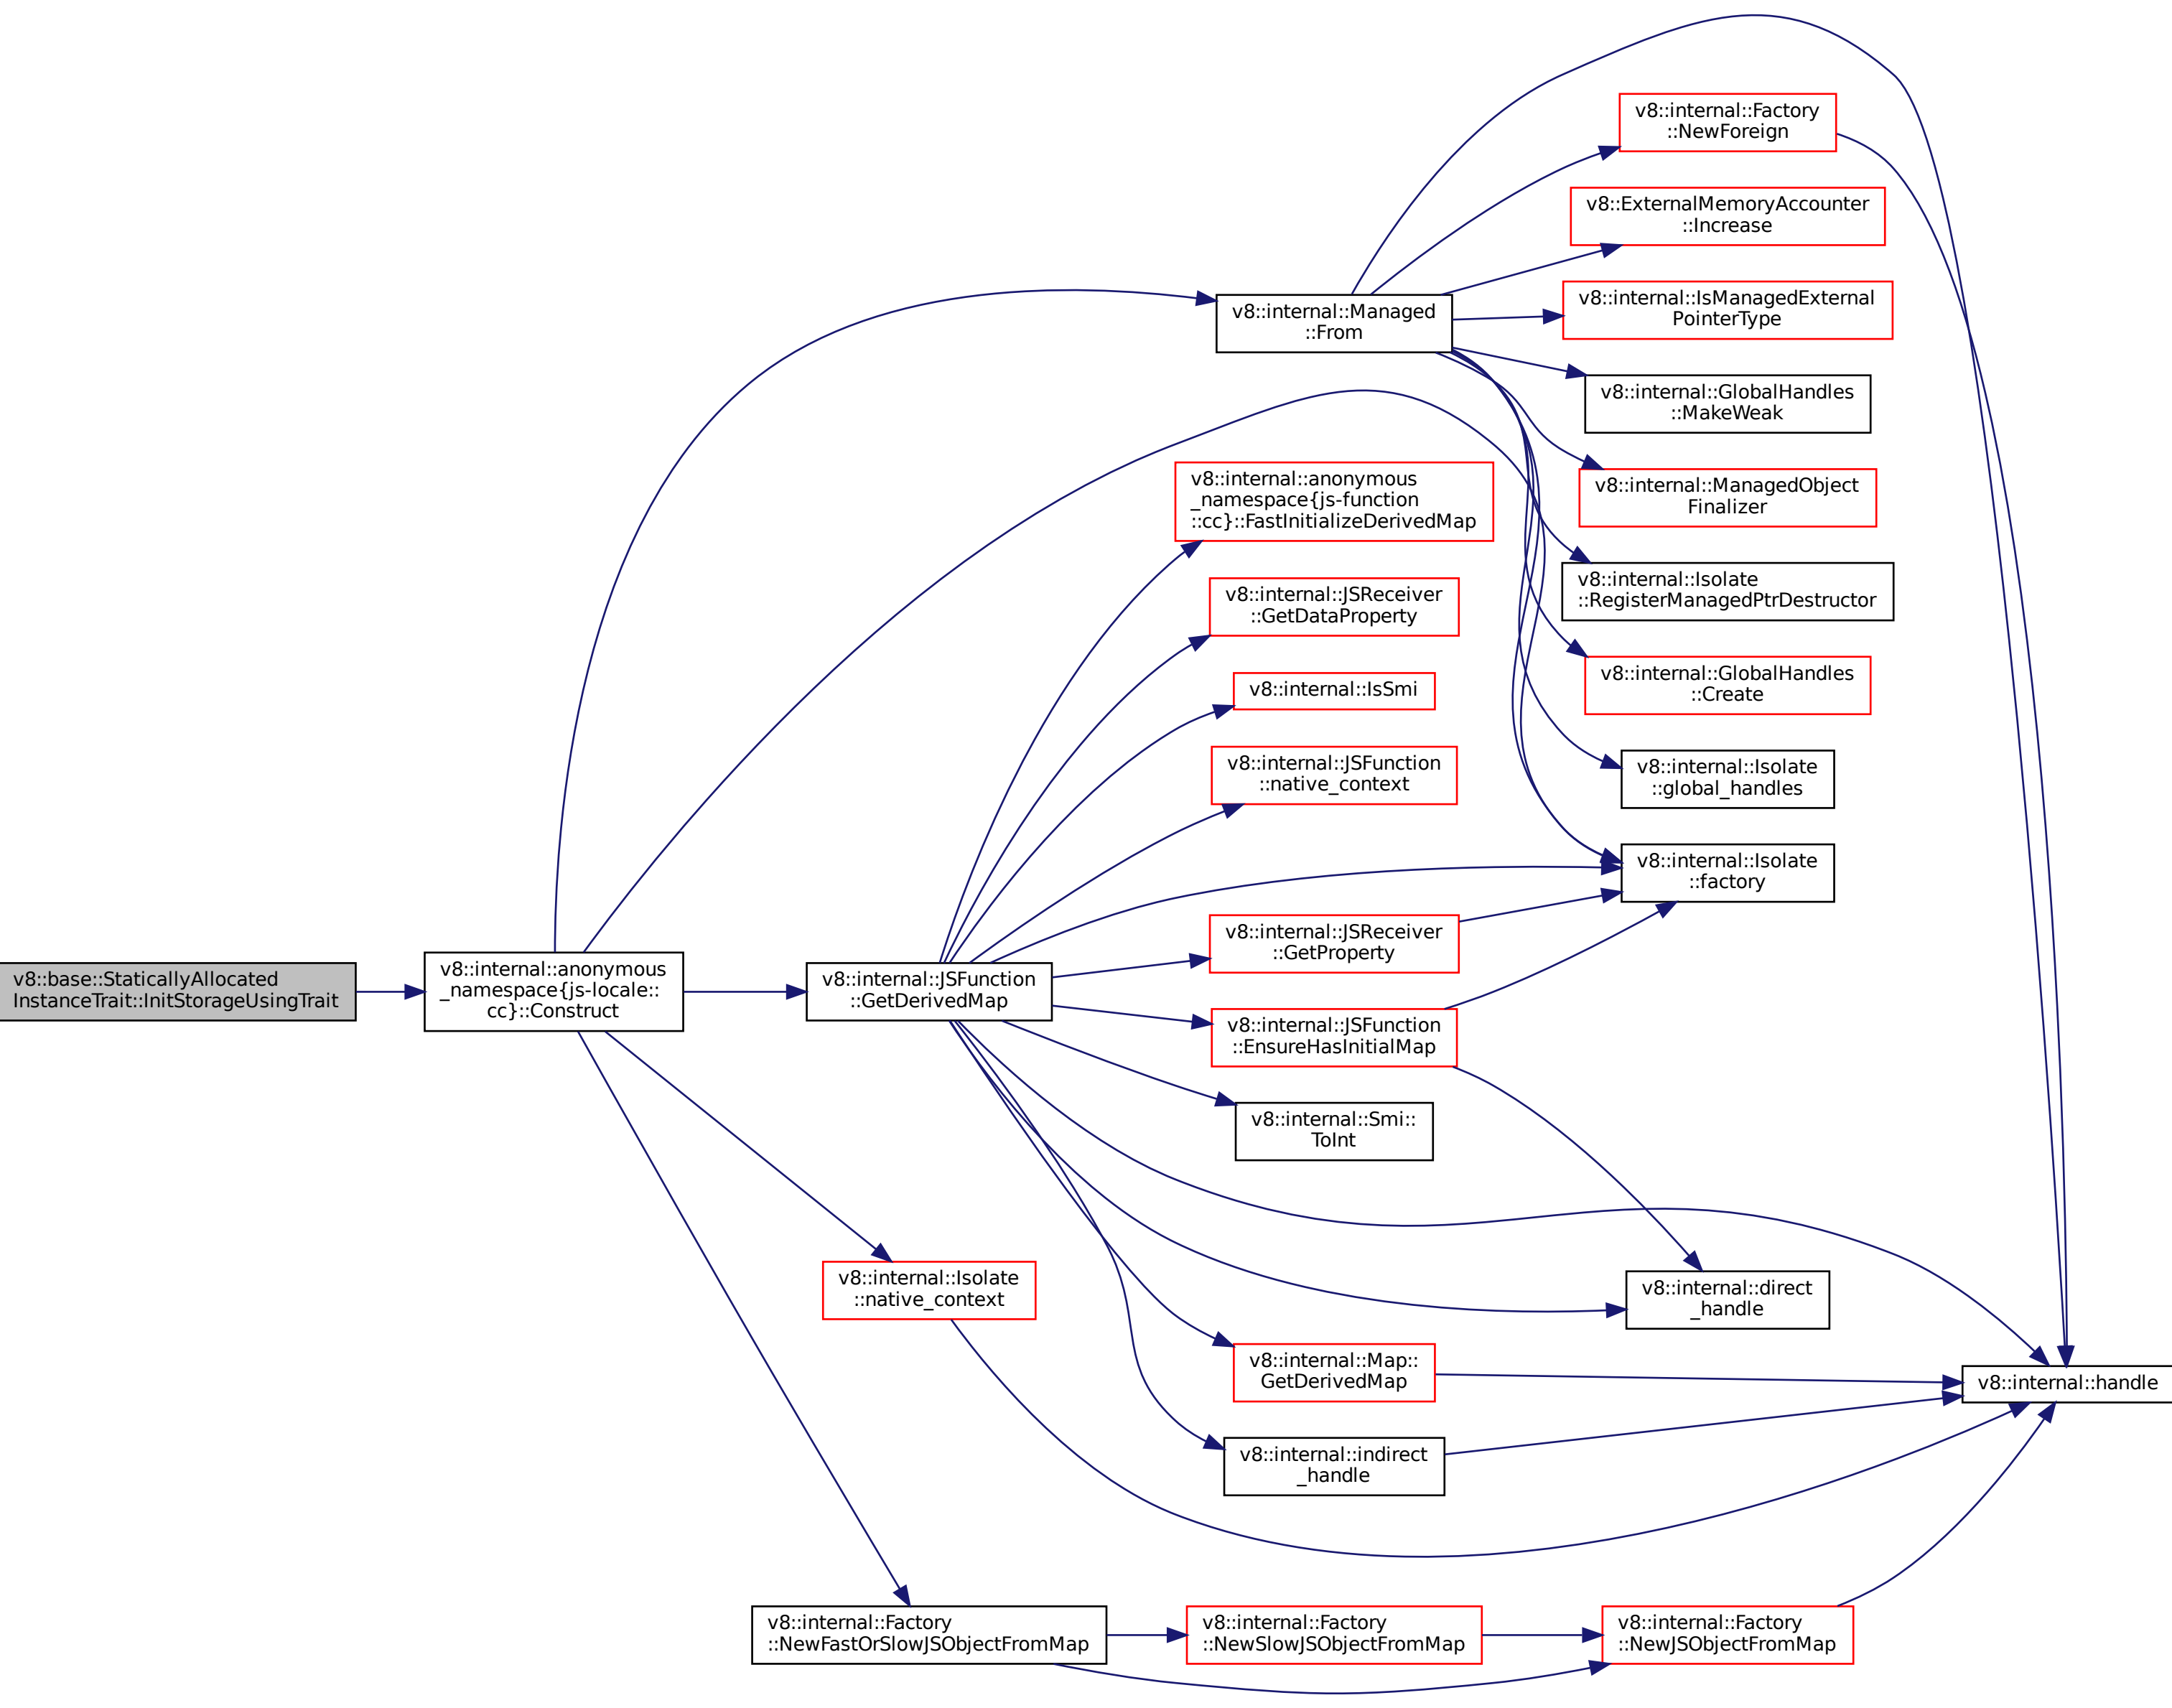 v8::base::StaticallyAllocated
InstanceTrait::InitStorageUsingTrait
v8::internal::anonymous
_namespace{js-locale::
cc}::Construct
v8::internal::Managed
::From
v8::internal::JSFunction
::GetDerivedMap
v8::internal::Isolate
::native_context
v8::internal::Factory
::NewFastOrSlowJSObjectFromMap
v8::internal::Factory
::NewForeign
v8::ExternalMemoryAccounter
::Increase
v8::internal::IsManagedExternal
PointerType
v8::internal::GlobalHandles
::MakeWeak
v8::internal::ManagedObject
Finalizer
v8::internal::Isolate
::RegisterManagedPtrDestructor
v8::internal::GlobalHandles
::Create
v8::internal::Isolate
::global_handles
v8::internal::Isolate
::factory
v8::internal::anonymous
_namespace{js-function
::cc}::FastInitializeDerivedMap
v8::internal::JSReceiver
::GetDataProperty
v8::internal::IsSmi
v8::internal::JSFunction
::native_context
v8::internal::JSReceiver
::GetProperty
v8::internal::JSFunction
::EnsureHasInitialMap
v8::internal::Smi::
ToInt
v8::internal::direct
_handle
v8::internal::Map::
GetDerivedMap
v8::internal::indirect
_handle
v8::internal::handle
v8::internal::Factory
::NewSlowJSObjectFromMap
v8::internal::Factory
::NewJSObjectFromMap